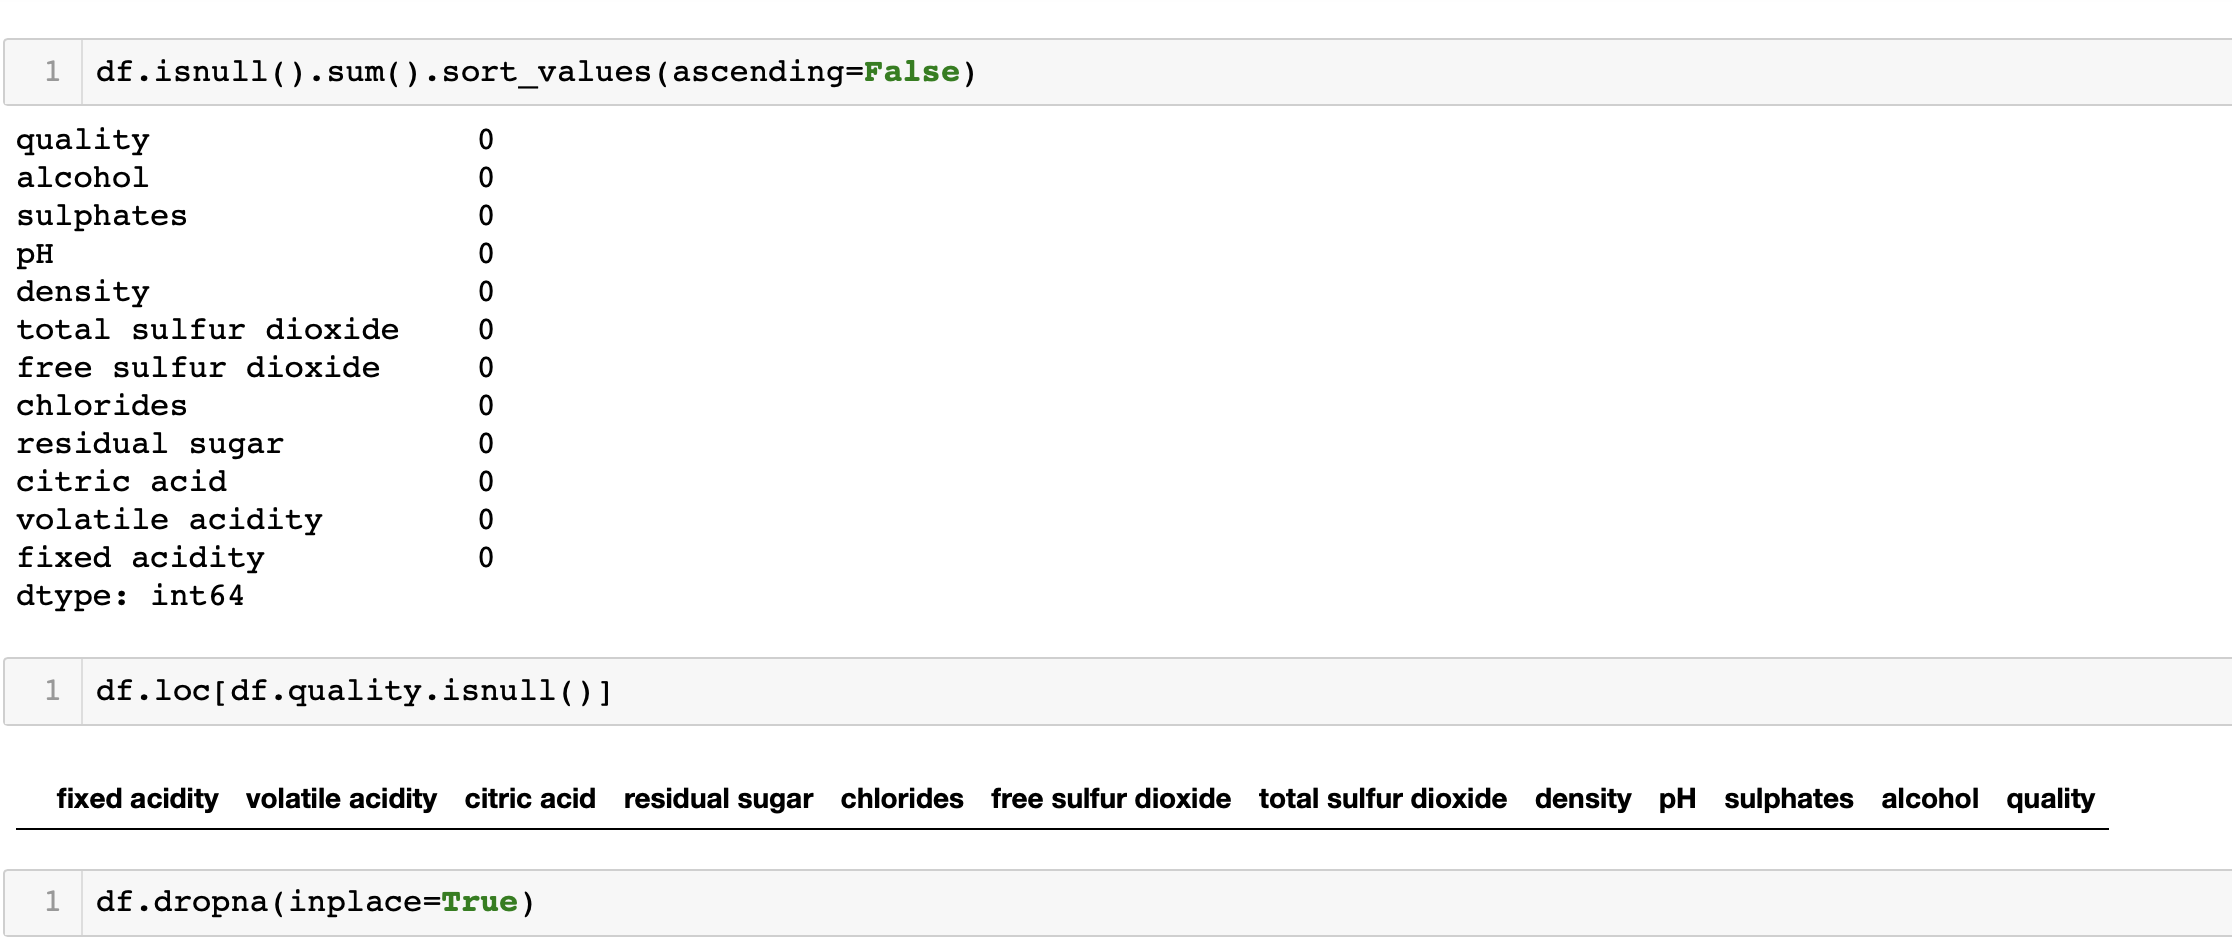 1 df.isnull().sum().sort_values(ascending=False)
quality 0
alcohol 0
sulphates 0
pH 0
density 0
total sulfur dioxide 0
free sulfur dioxide 0
chlorides 0
residual sugar 0
citric acid 0
volatile acidity 0
fixed acidity 0
dtype: int64
1 df.loc[df.quality.isnull()]
fixed acidity volatile acidity citric acid residual sugar chlorides free sulfur dioxide total sulfur dioxide density pH sulphates alcohol quality
1 df.dropna(inplace=True)